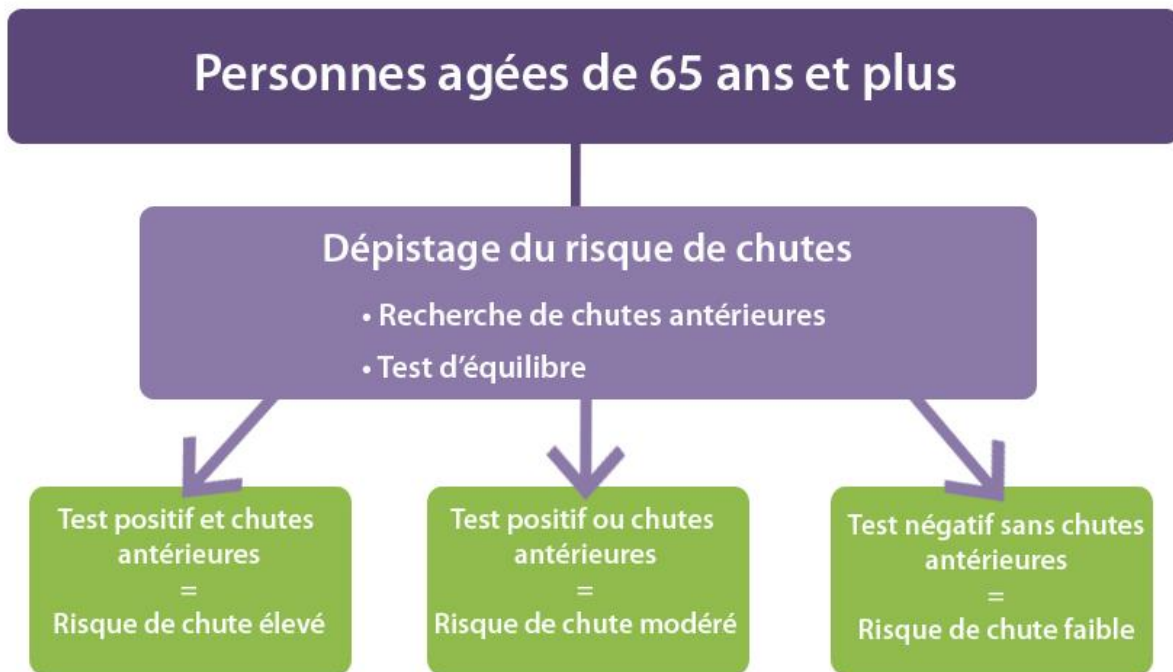 Personnes agées de 65 ans et plus
Dépistage du risque de chutes
• Recherche de chutes antérieures
• Test d'équilibre
Test positif et chutes
antérieures
=
Risque de chute élevé
Test positif ou chutes
antérieures
=
Risque de chute modéré
Test négatif sans chutes
antérieures
=
Risque de chute faible